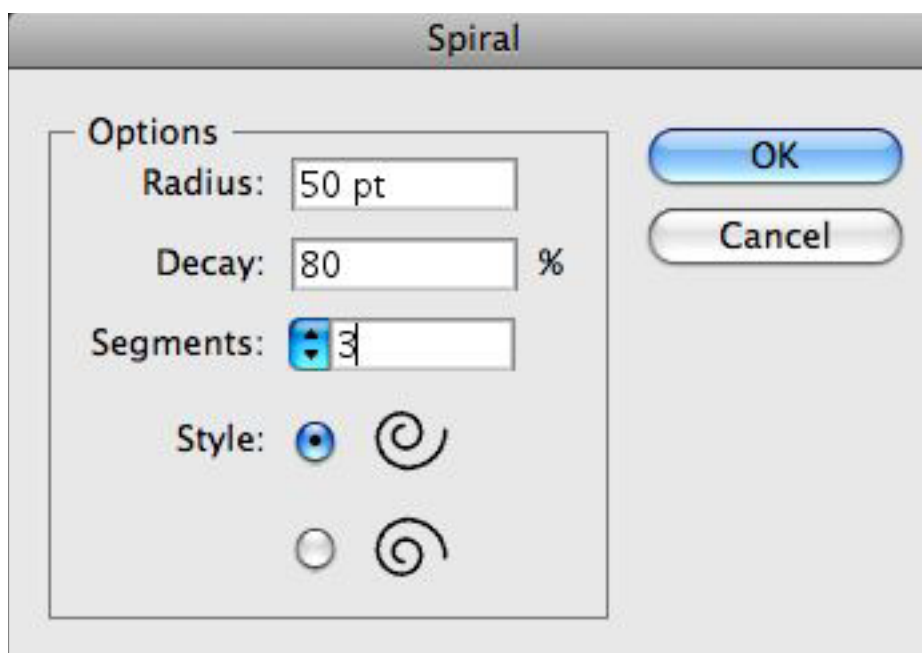 Spiral
Options
Radius: 50 pt
Decay: 80 %
Segments: 3
Style:
OK
Cancel